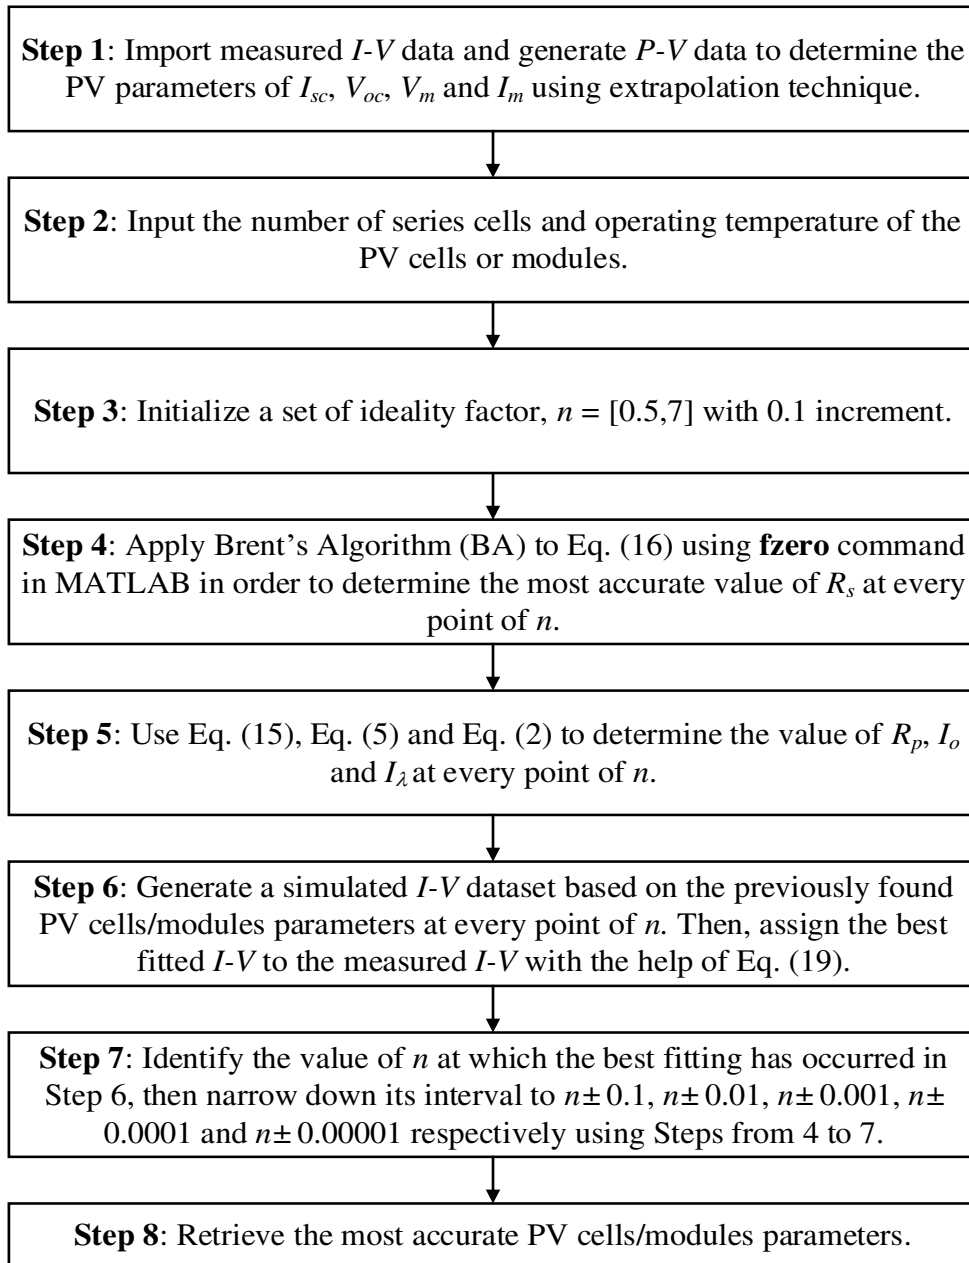 Step 1: Import measured I-V data and generate P-V data to determine the
PV parameters of Isc, Voc, Vm and Im using extrapolation technique.
Step 2: Input the number of series cells and operating temperature of the
PV cells or modules.
Step 3: Initialize a set of ideality factor, n = [0.5,7] with 0.1 increment.
Step 4: Apply Brent's Algorithm (BA) to Eq. (16) using fzero command
in MATLAB in order to determine the most accurate value of Rs at every
point of n.
Step 5: Use Eq. (15), Eq. (5) and Eq. (2) to determine the value of Rp, Io
and Iλ at every point of n.
Step 6: Generate a simulated I-V dataset based on the previously found
PV cells/modules parameters at every point of n. Then, assign the best
fitted I-V to the measured I-V with the help of Eq. (19).
Step 7: Identify the value of n at which the best fitting has occurred in
Step 6, then narrow down its interval to n± 0.1, n± 0.01, n± 0.001, n±
0.0001 and n± 0.00001 respectively using Steps from 4 to 7.
Step 8: Retrieve the most accurate PV cells/modules parameters.